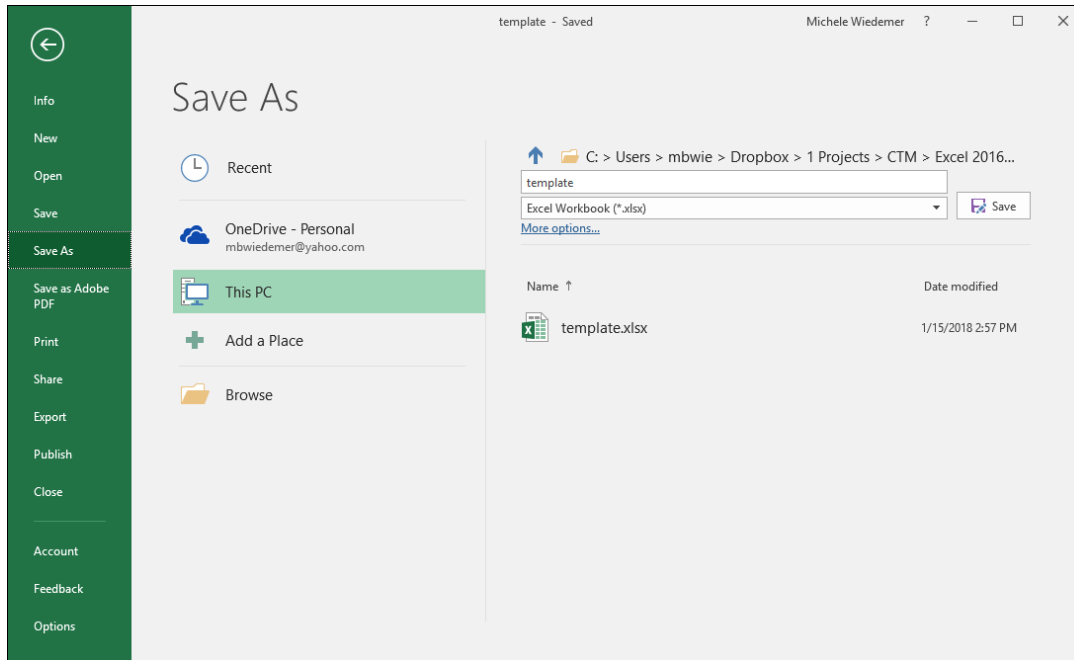 template - Saved
Michele Wiedemer
?
Info
New
Open
Save
Save As
Save as Adobe
PDF
Print
Share
Export
Publish
Close
Account
Feedback
Options
Save As
Recent
OneDrive - Personal
mbwiedemer@yahoo.com
This PC
Add a Place
Browse
C: > Users > mbwie > Dropbox > 1 Projects > CTM > Excel 2016...
template
Excel Workbook (*.xlsx)
Save
More options...
Name ↑
Date modified
template.xlsx
1/15/2018 2:57 PM